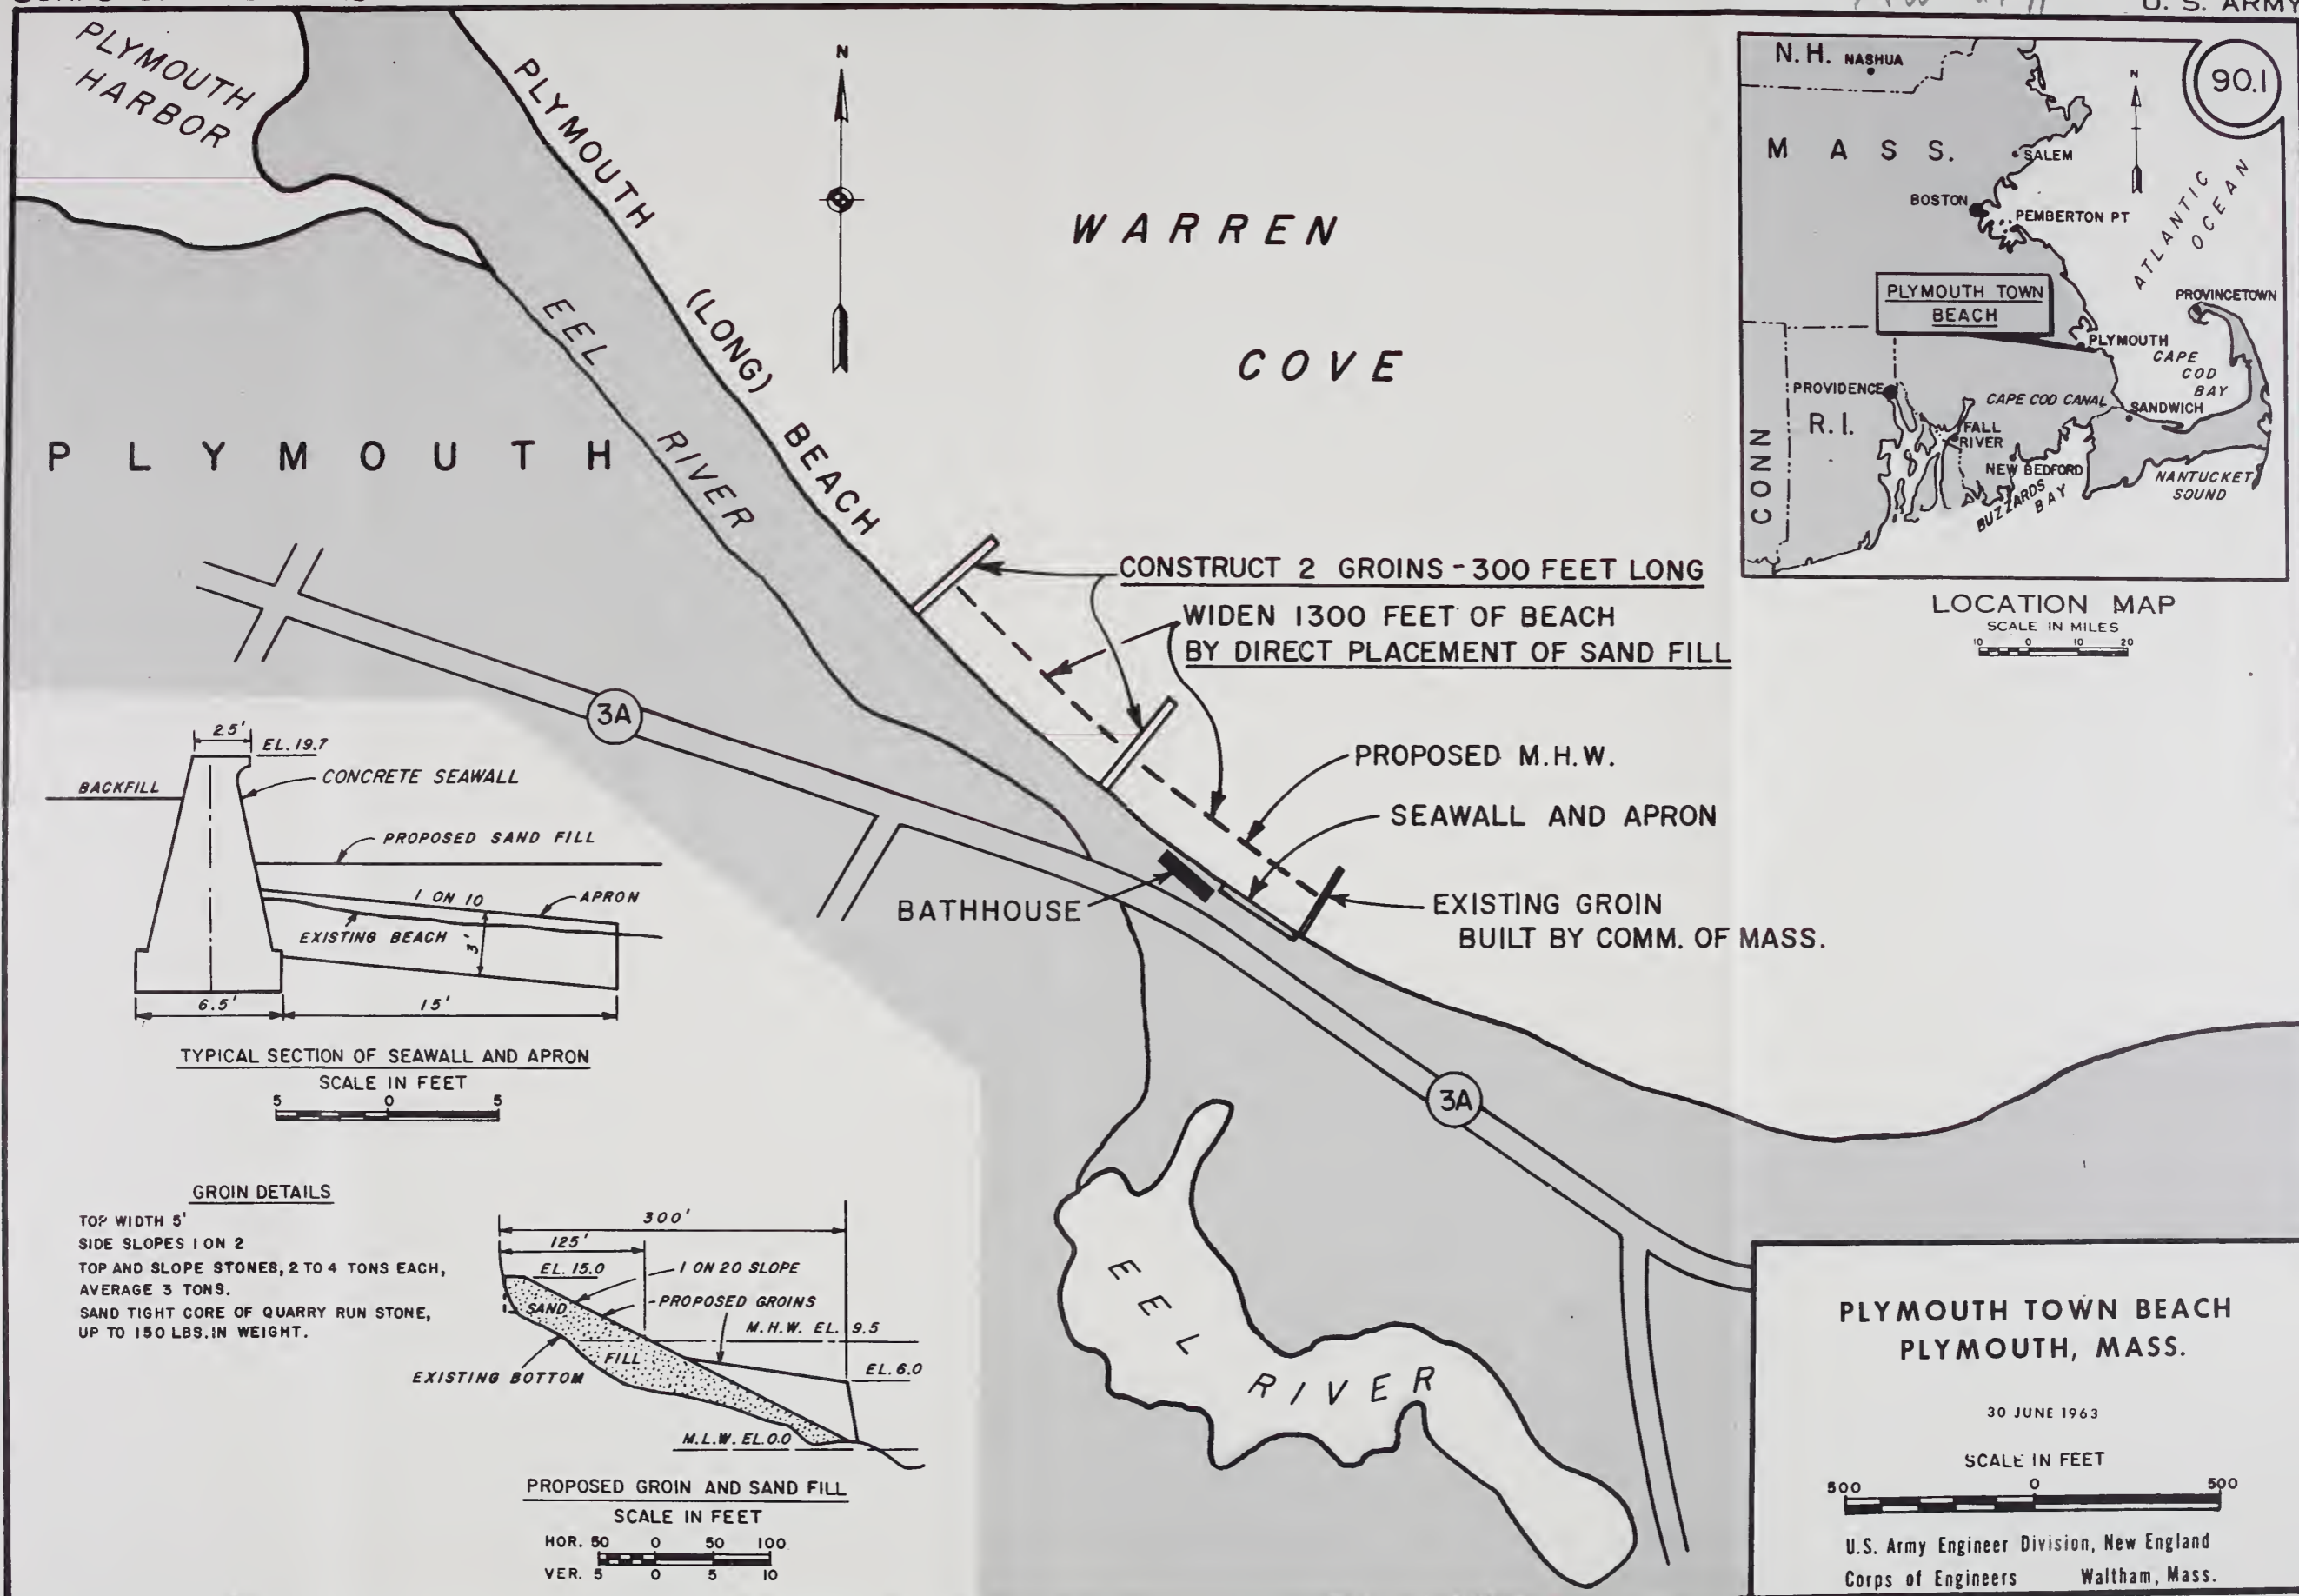 U. S. ARMY
PLYMOUTH
HARBOR
PLYMOUTH (LONG) BEACH
N
WARREN
COVE
EEL RIVER
PLYMOUTH
90.1
N.H. NASHUA
MASS.
N
SALEM
BOSTON
PEMBERTON PT
ATLANTIC
OCEAN
PLYMOUTH TOWN
BEACH
PROVINCETOWN
PLYMOUTH
CAPE
COD
BAY
PROVIDENCE
CAPE COD CANAL
SANDWICH
R.I.
FALL
RIVER
CONN
NEW BEDFORD
BUZZARDS
BAY
NANTUCKET
SOUND
LOCATION MAP
SCALE IN MILES
10 0 10 20
CONSTRUCT 2 GROINS - 300 FEET LONG
WIDEN 1300 FEET OF BEACH
BY DIRECT PLACEMENT OF SAND FILL
3A
PROPOSED M.H.W.
SEAWALL AND APRON
BATHHOUSE
EXISTING GROIN
BUILT BY COMM. OF MASS.
3A
EEL
RIVER
2.5'
EL. 19.7
CONCRETE SEAWALL
BACKFILL
PROPOSED SAND FILL
1 ON 10
APRON
EXISTING BEACH
3'
6.5'
15'
TYPICAL SECTION OF SEAWALL AND APRON
SCALE IN FEET
5 0 5
GROIN DETAILS
TOP WIDTH 5'
SIDE SLOPES 1 ON 2
TOP AND SLOPE STONES, 2 TO 4 TONS EACH,
AVERAGE 3 TONS.
SAND TIGHT CORE OF QUARRY RUN STONE,
UP TO 150 LBS. IN WEIGHT.
300'
125'
EL. 15.0
1 ON 20 SLOPE
SAND
PROPOSED GROINS
M.H.W. EL. 9.5
FILL
EL. 6.0
EXISTING BOTTOM
M.L.W. EL. 0.0
PROPOSED GROIN AND SAND FILL
SCALE IN FEET
HOR. 50 0 50 100
VER. 5 0 5 10
PLYMOUTH TOWN BEACH
PLYMOUTH, MASS.
30 JUNE 1963
SCALE IN FEET
500 0 500
U.S. Army Engineer Division, New England
Corps of Engineers Waltham, Mass.